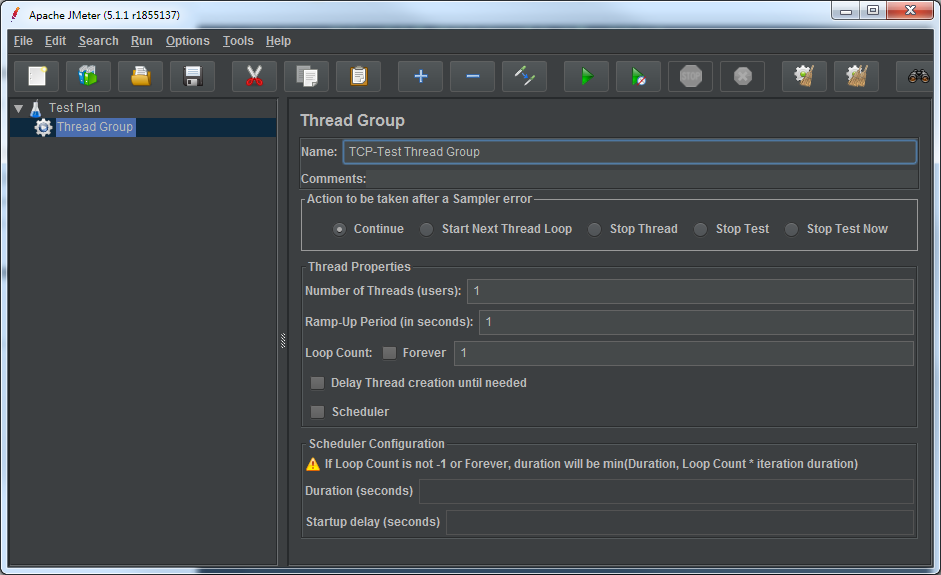 Apache JMeter (5.1.1 r1855137)
File Edit Search Run Options Tools Help
STOP
Test Plan
Thread Group
Thread Group
Name: TCP-Test Thread Group
Comments:
Action to be taken after a Sampler error
Continue Start Next Thread Loop Stop Thread Stop Test Stop Test Now
Thread Properties
Number of Threads (users): 1
Ramp-Up Period (in seconds): 1
Loop Count: Forever 1
Delay Thread creation until needed
Scheduler
Scheduler Configuration
If Loop Count is not -1 or Forever, duration will be min(Duration, Loop Count * iteration duration)
Duration (seconds)
Startup delay (seconds)